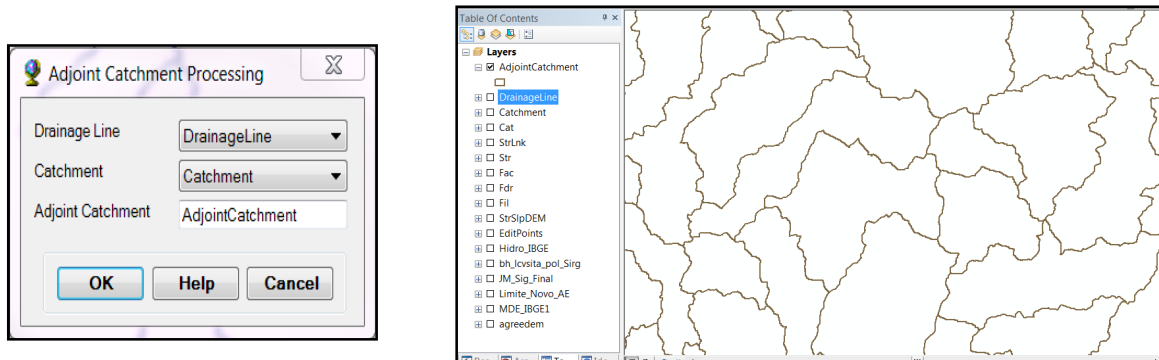 Adjoint Catchment Processing
Drainage Line
DrainageLine
Catchment
Catchment
Adjoint Catchment
AdjointCatchment
OK
Help
Cancel
Table Of Contents
Layers
AdjointCatchment
DrainageLine
Catchment
Cat
StrLnk
Str
Fac
Fdr
Fil
StrSlpDEM
EditPoints
Hidro_IBGE
bh_lcvsita_pol_Sirg
JM_Sig_Final
Limite_Novo_AE
MDE_IBGE1
agreedem